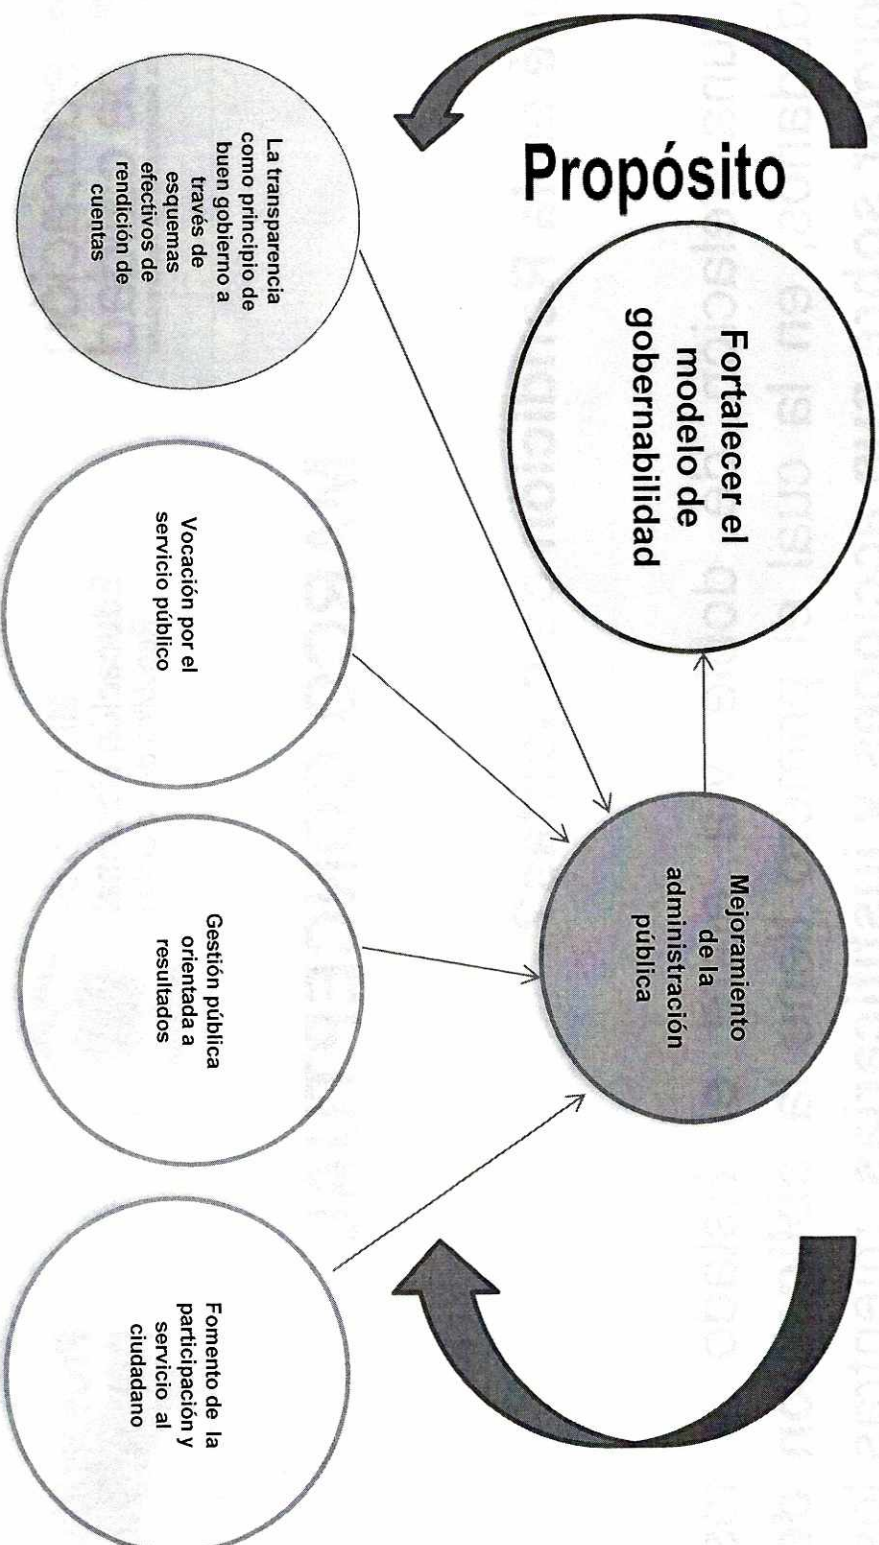 Propósito
Fortalecer el
modelo de
gobernabilidad
Mejoramiento
de la
administración
pública
La transparencia
como principio de
buen gobierno a
través de
esquemas
efectivos de
rendición de
cuentas
Vocación por el
servicio público
Gestión pública
orientada a
resultados
Fomento de la
participación y
servicio al
ciudadano